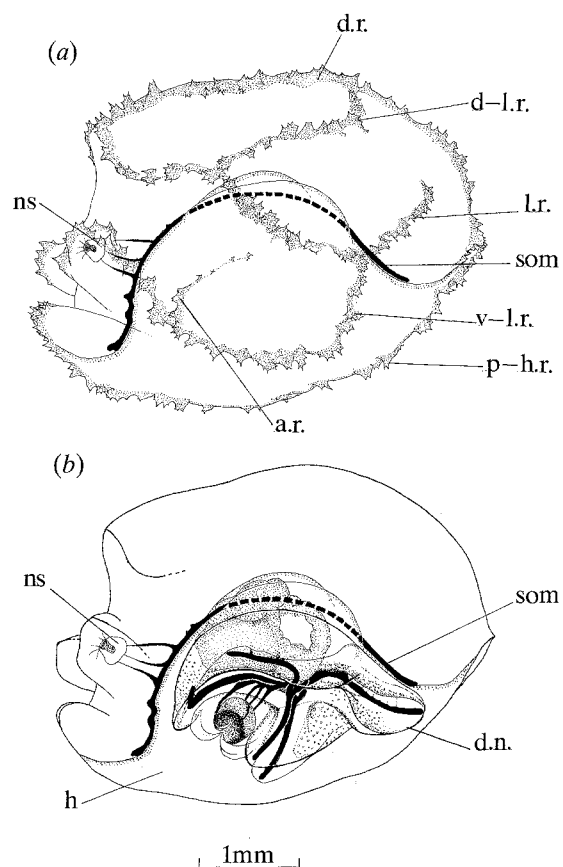 (a)
d.r.
d–l.r.
ns
l.r.
som
v–l.r.
p–h.r.
a.r.
(b)
ns
som
d.n.
h
1mm